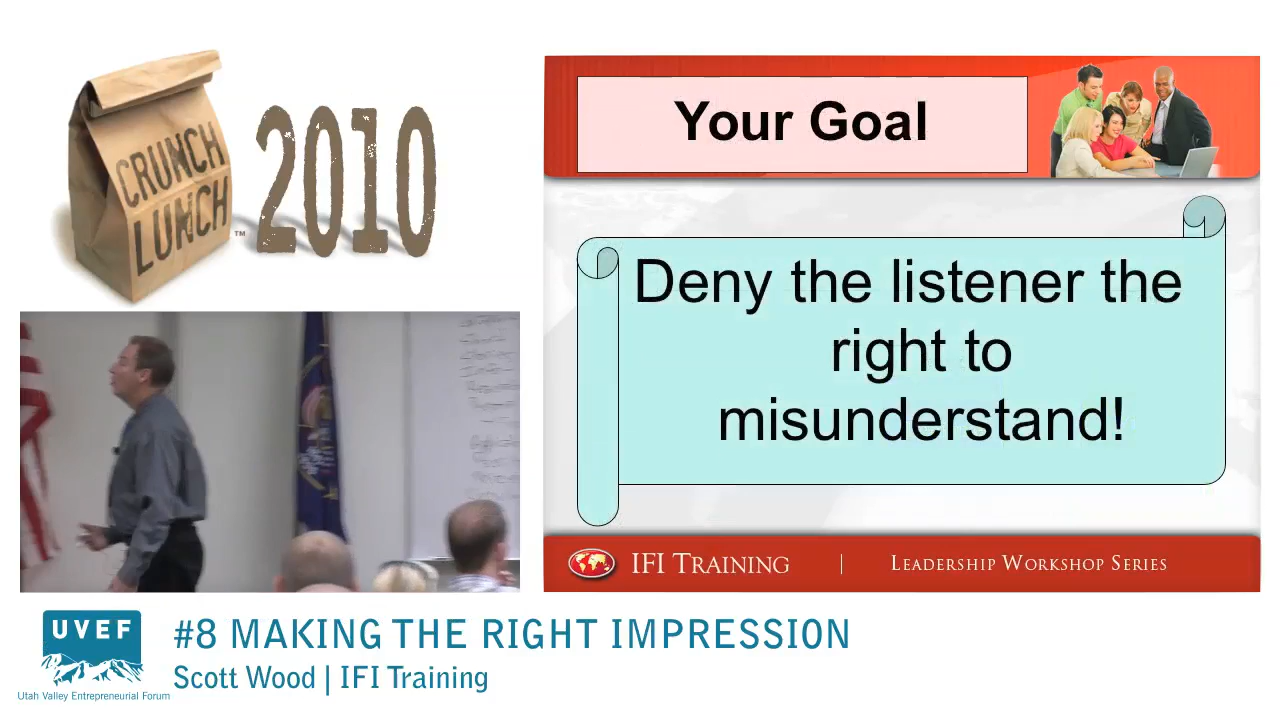 CRUNCH
LUNCH
™
2010
Your Goal
Deny the listener the
right to
misunderstand!
IFI TRAINING | LEADERSHIP WORKSHOP SERIES
UVEF
Utah Valley Entrepreneurial Forum
#8 MAKING THE RIGHT IMPRESSION
Scott Wood | IFI Training